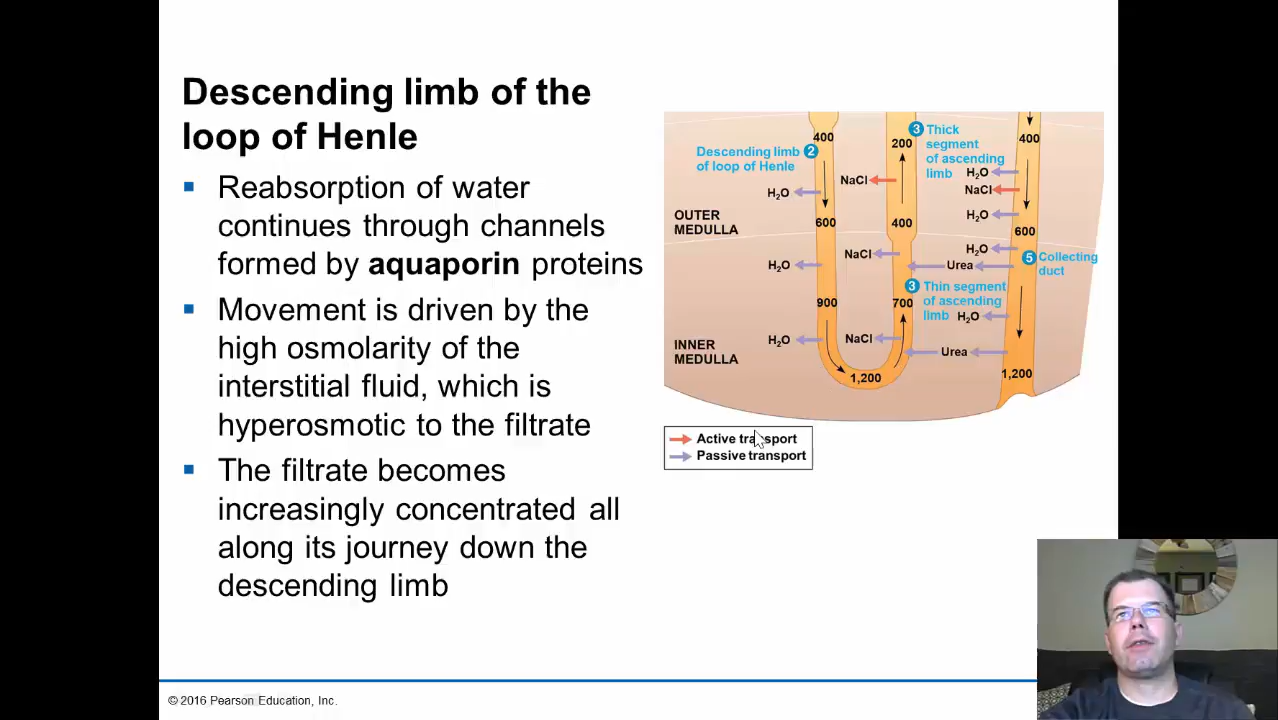 Descending limb of the
loop of Henle
Reabsorption of water
continues through channels
formed by aquaporin proteins
Movement is driven by the
high osmolarity of the
interstitial fluid, which is
hyperosmotic to the filtrate
The filtrate becomes
increasingly concentrated all
along its journey down the
descending limb
400
Descending limb 2
of loop of Henle
H₂O
600
OUTER
MEDULLA
H₂O
900
INNER
MEDULLA
H₂O
1,200
200
3 Thick
segment
of ascending
limb
NaCl
400
NaCl
700
3 Thin segment
of ascending
limb
NaCl
400
H₂O
NaCl
H₂O
600
H₂O
Urea
5 Collecting
duct
H₂O
Urea
1,200
Active transport
Passive transport
© 2016 Pearson Education, Inc.